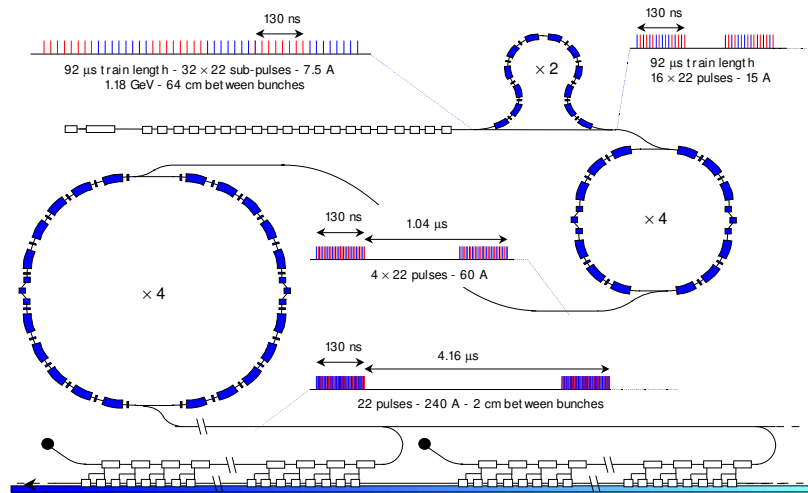 130 ns
92 μs train length - 32 × 22 sub-pulses - 7.5 A
1.18 GeV - 64 cm between bunches
× 2
130 ns
92 μs train length
16 × 22 pulses - 15 A
× 4
130 ns
1.04 μs
4 × 22 pulses - 60 A
× 4
130 ns
4.16 μs
22 pulses - 240 A - 2 cm between bunches